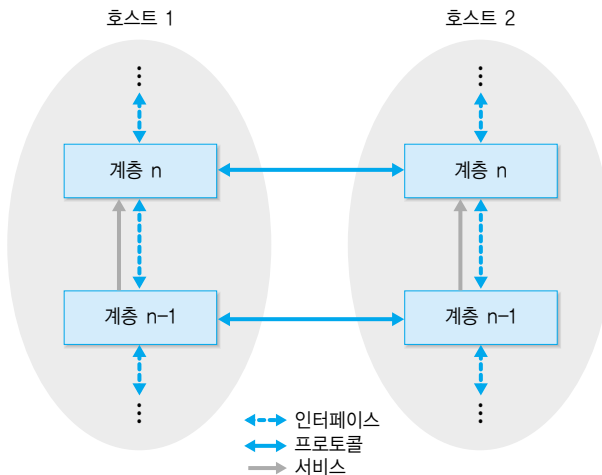 호스트 1
호스트 2
계층 n
계층 n
계층 n-1
계층 n-1
인터페이스
프로토콜
서비스